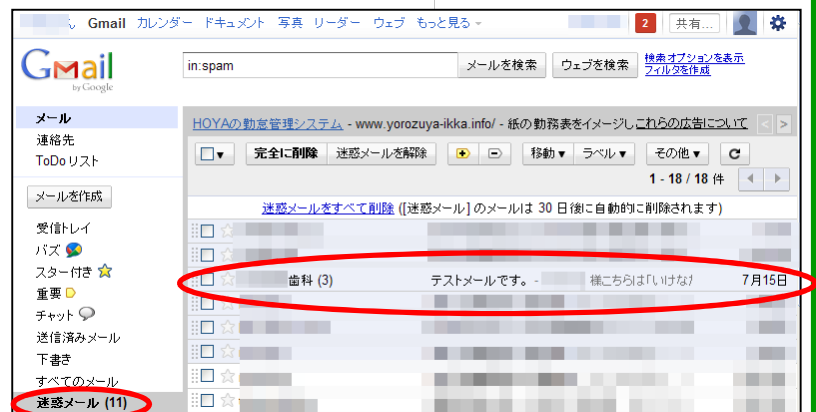 ん Gmail カレンダー ドキュメント 写真 リーダー ウェブ もっと見る 2 共有...
Gmail
by Google
in:spam メールを検索 ウェブを検索 検索オプションを表示
フィルタを作成
メール
連絡先
ToDo リスト
メールを作成
受信トレイ
バズ
スター付き
重要
チャット
送信済みメール
下書き
すべてのメール
迷惑メール (11)
HOYAの勤怠管理システム - www.yorozuya-ikka.info/ - 紙の勤務表をイメージし これらの広告について < >
完全に削除 迷惑メールを解除 移動 ラベル その他
1 - 18 / 18 件
迷惑メールをすべて削除 ([迷惑メール] のメールは 30 日後に自動的に削除されます)
歯科 (3) テストメールです。 - 様こちらは「いけな 7月15日